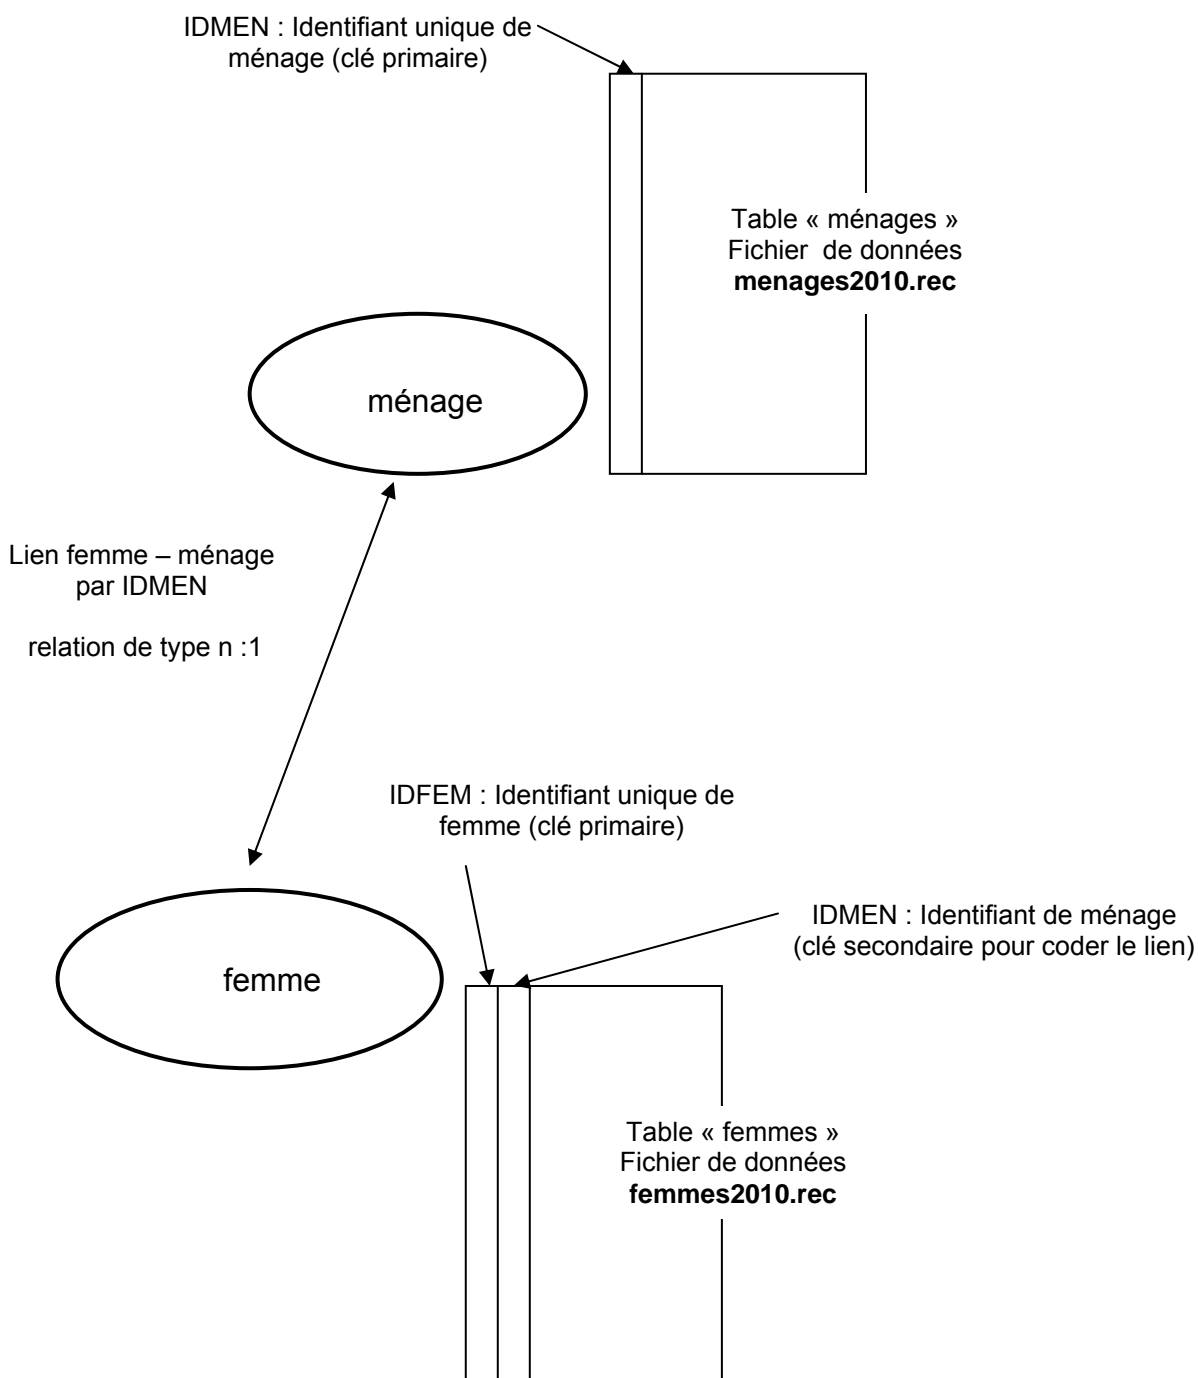 IDMEN : Identifiant unique de
ménage (clé primaire)
Table « ménages »
Fichier de données
menages2010.rec
ménage
Lien femme – ménage
par IDMEN
relation de type n :1
IDFEM : Identifiant unique de
femme (clé primaire)
IDMEN : Identifiant de ménage
(clé secondaire pour coder le lien)
femme
Table « femmes »
Fichier de données
femmes2010.rec